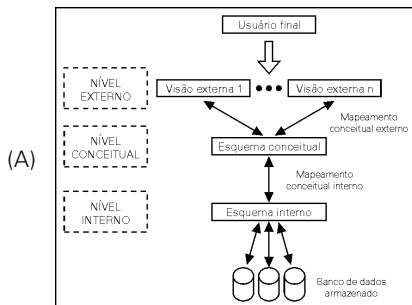 (A)
Usuário final
NÍVEL
EXTERNO
Visão externa 1
Visão externa n
Mapeamento
conceitual externo
NÍVEL
CONCEITUAL
Esquema conceitual
Mapeamento
conceitual interno
NÍVEL
INTERNO
Esquema interno
Banco de dados
armazenado